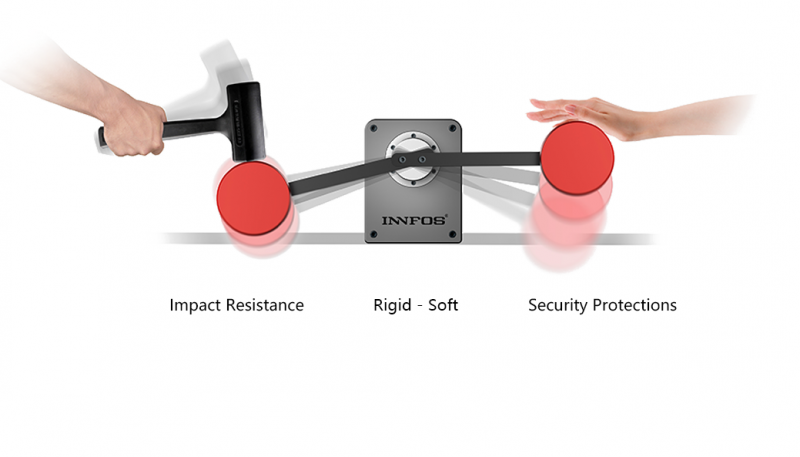 INNFOS®
Impact Resistance
Rigid - Soft
Security Protections